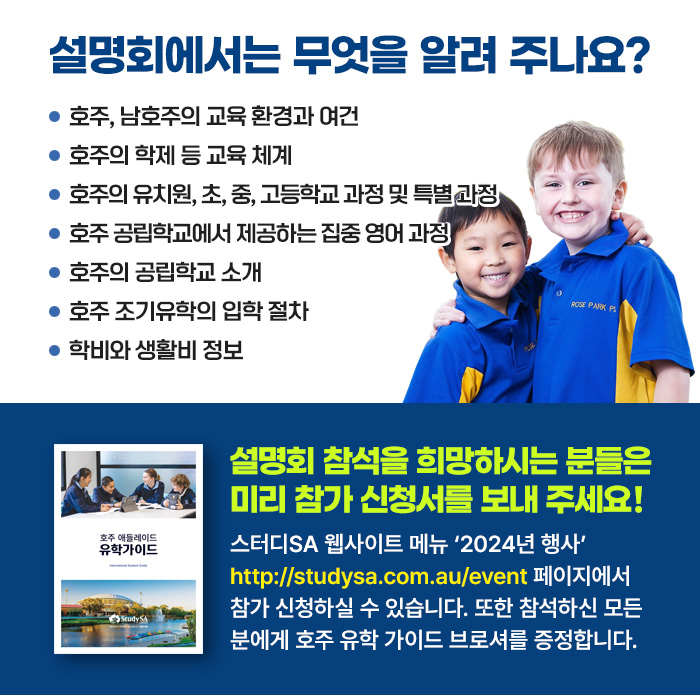 설명회에서는 무엇을 알려 주나요?
호주, 남호주의 교육 환경과 여건
호주의 학제 등 교육 체계
호주의 유치원, 초, 중, 고등학교 과정 및 특별 과정
호주 공립학교에서 제공하는 집중 영어 과정
호주의 공립학교 소개
호주 조기유학의 입학 절차
학비와 생활비 정보
ROSE PARK PS
설명회 참석을 희망하시는 분들은
미리 참가 신청서를 보내 주세요!
호주 애들레이드
유학가이드
International Student Guide
StudySA
스터디SA 웹사이트 메뉴 ‘2024년 행사’
http://studysa.com.au/event 페이지에서
참가 신청하실 수 있습니다. 또한 참석하신 모든
분에게 호주 유학 가이드 브로셔를 증정합니다.